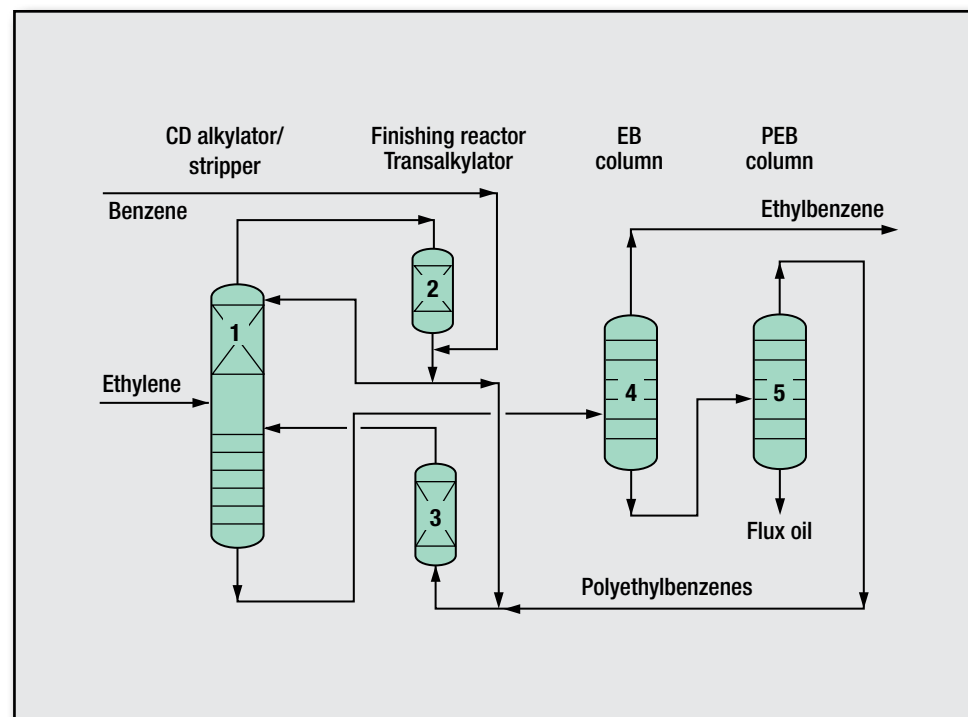 CD alkylator/
stripper
Finishing reactor
Transalkylator
EB
column
PEB
column
Benzene
Ethylbenzene
2
1
Ethylene
4
5
3
Flux oil
Polyethylbenzenes